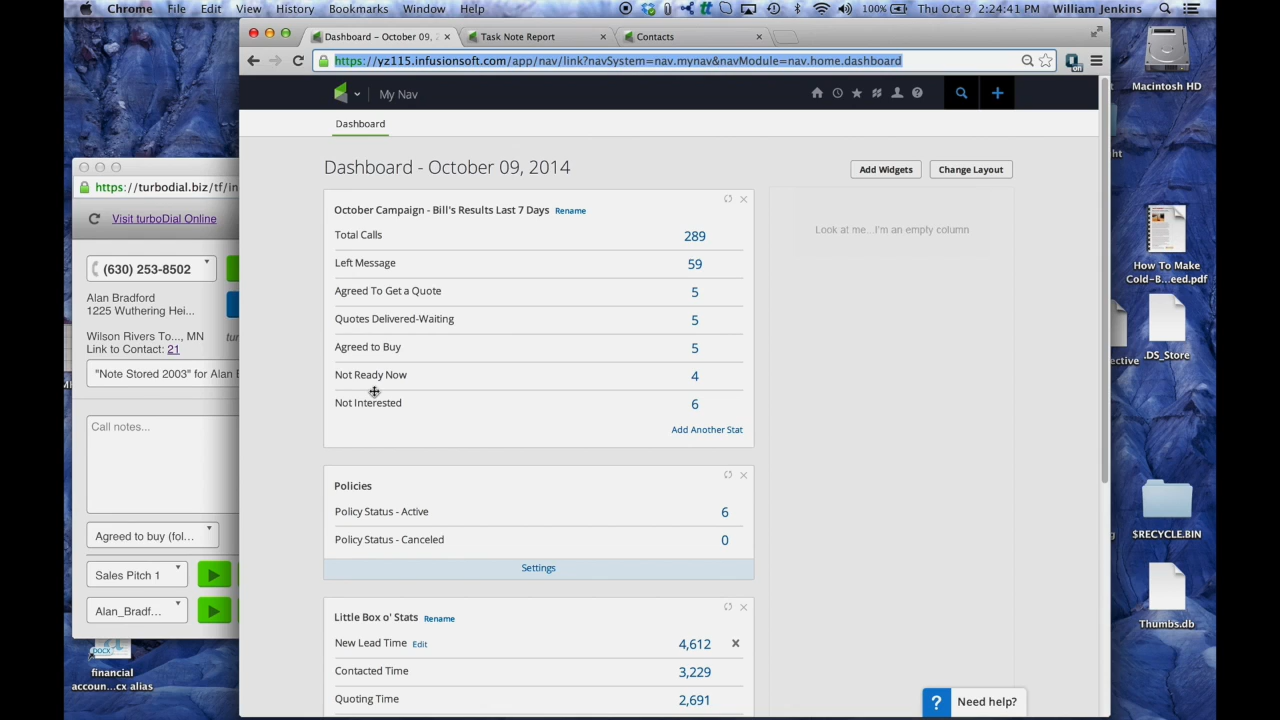 Chrome File Edit View History Bookmarks Window Help 100% Thu Oct 9 2:24:41 PM William Jenkins
Dashboard – October 09, Task Note Report Contacts
https://yz115.infusionsoft.com/app/nav/link?navSystem=nav.mynav&navModule=nav.home.dashboard
on
My Nav
Dashboard
Dashboard - October 09, 2014
Add Widgets Change Layout
October Campaign - Bill's Results Last 7 Days Rename
Total Calls 289
Left Message 59
Agreed To Get a Quote 5
Quotes Delivered-Waiting 5
Agreed to Buy 5
Not Ready Now 4
Not Interested 6
Add Another Stat
Look at me...I'm an empty column
Policies
Policy Status - Active 6
Policy Status - Canceled 0
Settings
Little Box o' Stats Rename
New Lead Time Edit 4,612
Contacted Time 3,229
Quoting Time 2,691
Need help?
https://turbodial.biz/tf/in
Visit turboDial Online
(630) 253-8502
Alan Bradford
1225 Wuthering Hei...
Wilson Rivers To..., MN
Link to Contact: 21
"Note Stored 2003" for Alan B
Call notes...
Agreed to buy (fol...
Sales Pitch 1
Alan_Bradf...
DOCX
financial
accoun...cx alias
Macintosh HD
ht
How To Make
Cold-B...eed.pdf
ective
.DS_Store
$RECYCLE.BIN
Thumbs.db